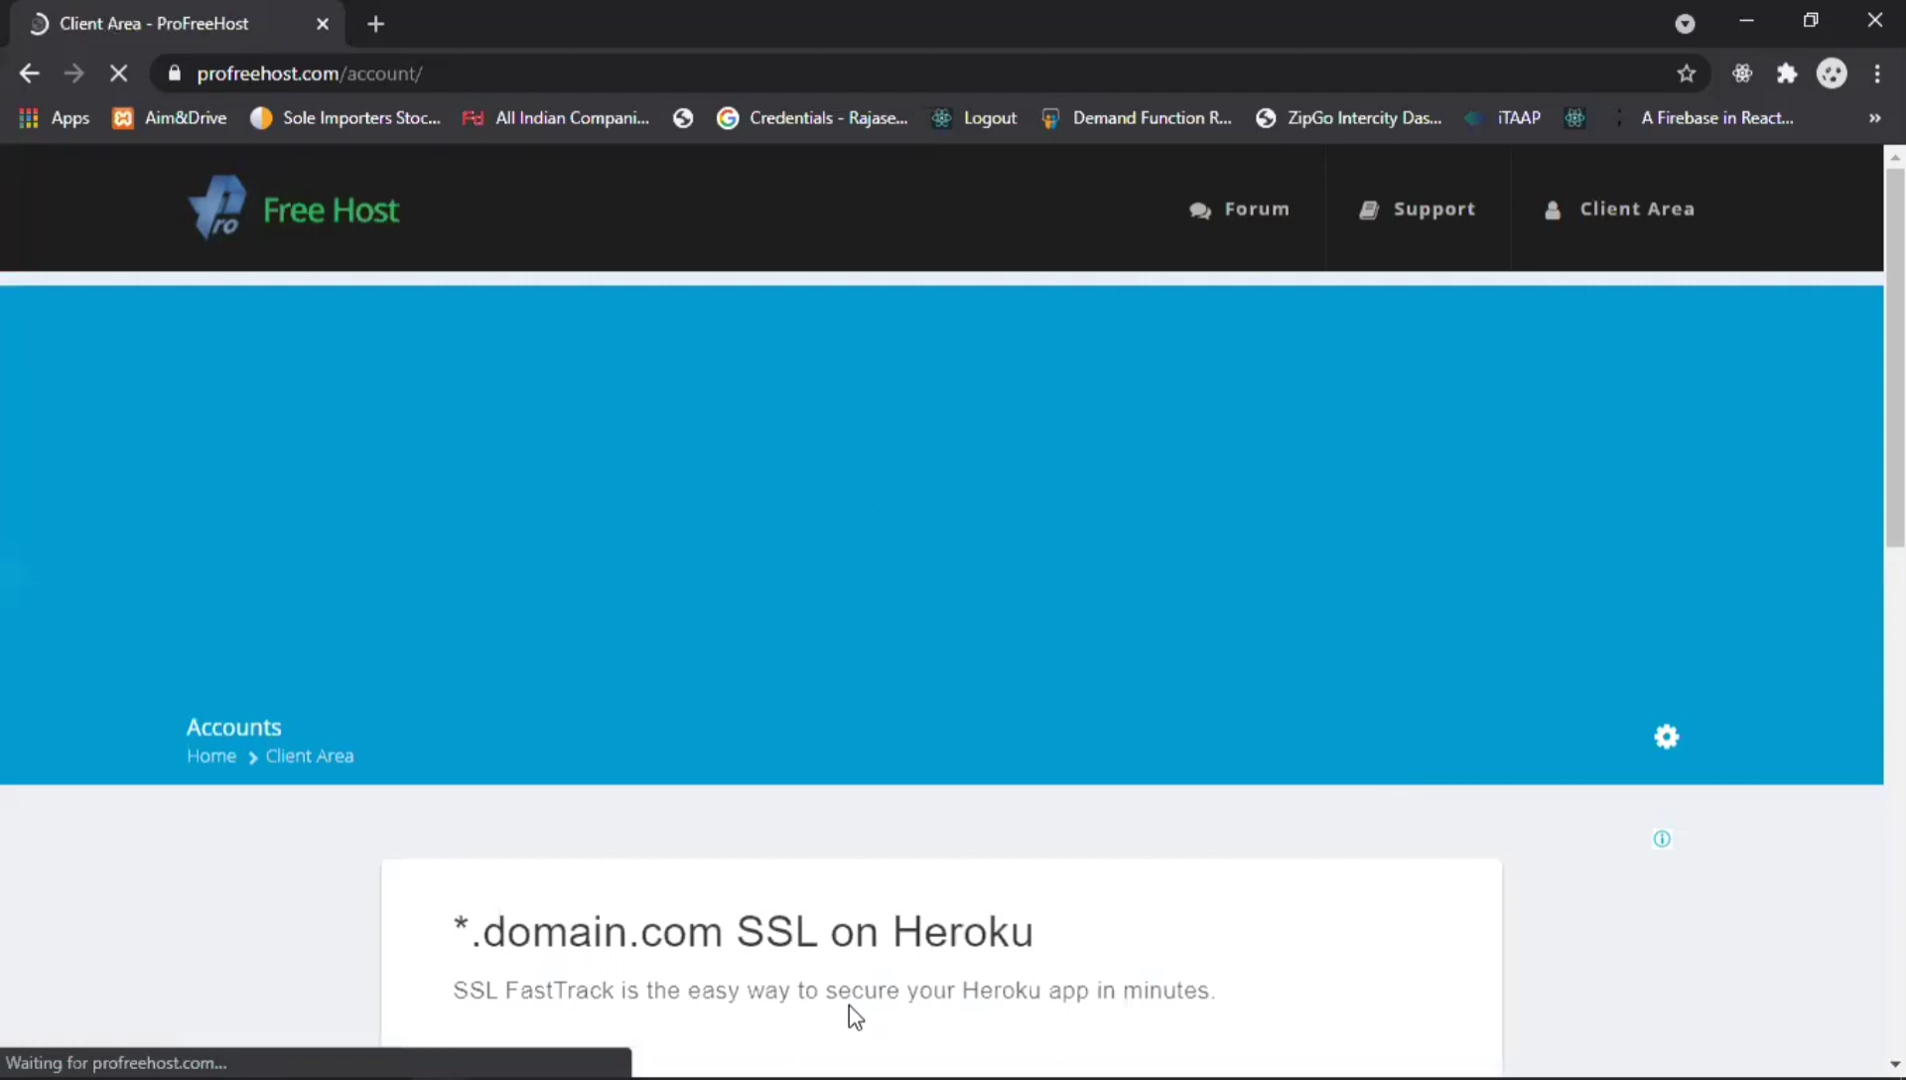 Client Area - ProFreeHost
profreehost.com/account/
Apps Aim&Drive Sole Importers Stoc... Fd All Indian Compani... Credentials - Rajase... Logout Demand Function R... ZipGo Intercity Das... iTAAP A Firebase in React... »
Pro Free Host Forum Support Client Area
Accounts
Home > Client Area
*.domain.com SSL on Heroku
SSL FastTrack is the easy way to secure your Heroku app in minutes.
Waiting for profreehost.com...